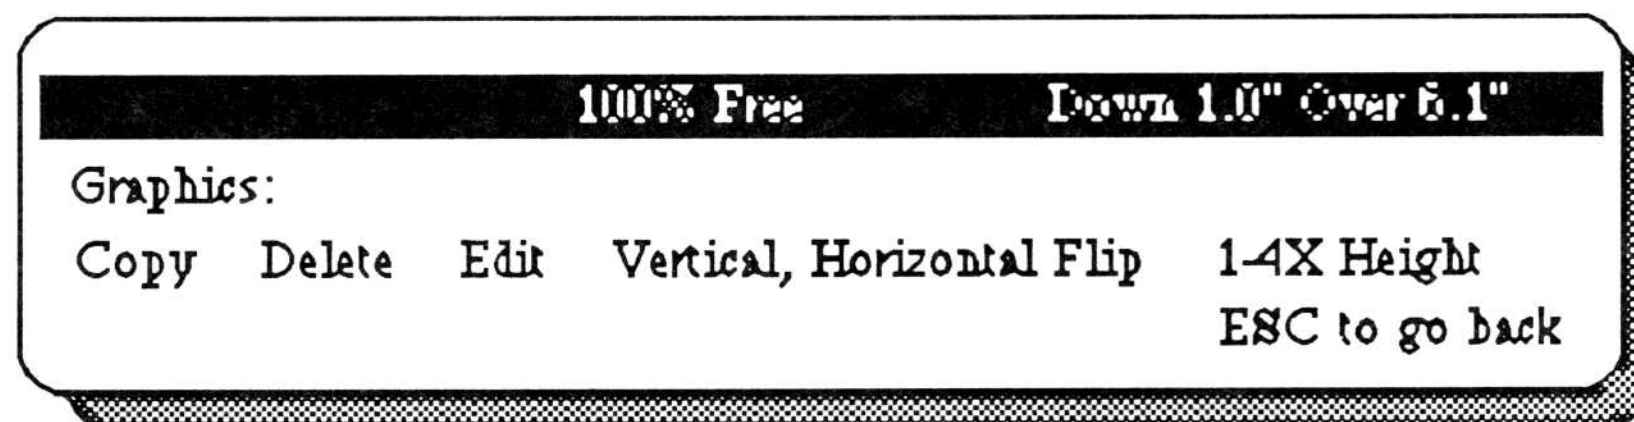 100% Free Down 1.0" Over 6.1"
Graphics:
Copy Delete Edit Vertical, Horizontal Flip 1-4X Height
ESC to go back